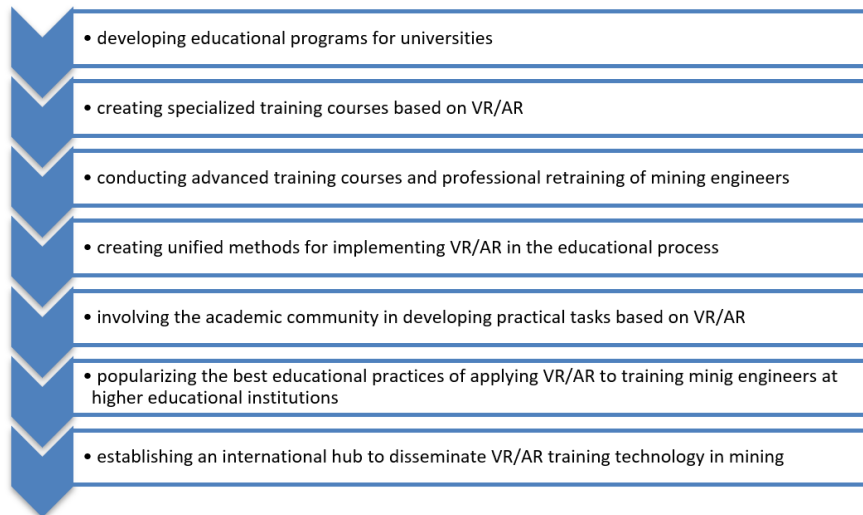 • developing educational programs for universities
• creating specialized training courses based on VR/AR
• conducting advanced training courses and professional retraining of mining engineers
• creating unified methods for implementing VR/AR in the educational process
• involving the academic community in developing practical tasks based on VR/AR
• popularizing the best educational practices of applying VR/AR to training minig engineers at
higher educational institutions
• establishing an international hub to disseminate VR/AR training technology in mining